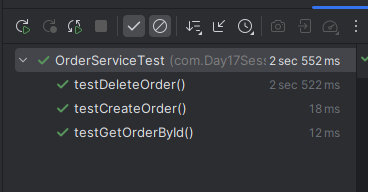 OrderServiceTest (com.Day17Sess 2 sec 552 ms
testDeleteOrder() 2 sec 522 ms
testCreateOrder() 18 ms
testGetOrderById() 12 ms